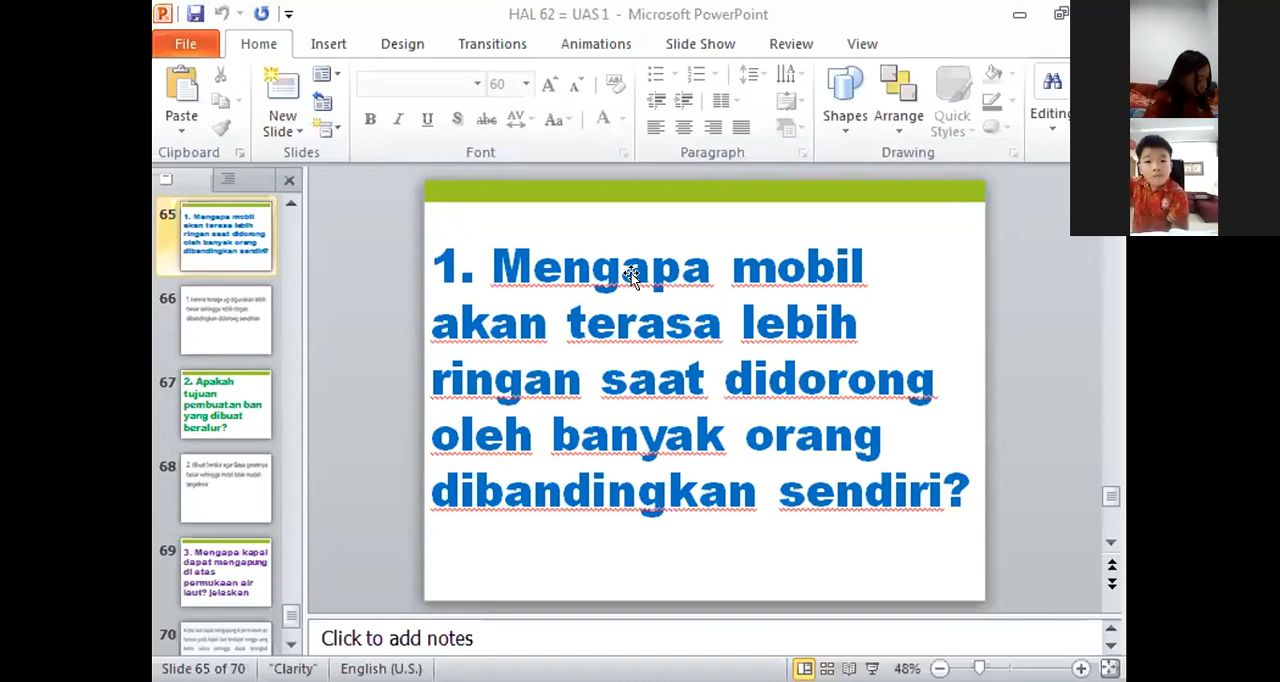 HAL 62 = UAS 1 - Microsoft PowerPoint
File Home Insert Design Transitions Animations Slide Show Review View
60
Paste
New
Slide
Shapes Arrange Quick
Styles
Editing
Clipboard Slides Font Paragraph Drawing
65
1. Mengapa mobil
akan terasa lebih
ringan saat didorong
oleh banyak orang
dibandingkan sendiri?
66
67
2. Apakah
tujuan
pembuatan ban
yang dibuat
beralur?
68
69
3. Mengapa kapal
dapat mengapung
di atas
permukaan air
laut? jelaskan
70
1. Mengapa mobil
akan terasa lebih
ringan saat didorong
oleh banyak orang
dibandingkan sendiri?
Click to add notes
Slide 65 of 70 "Clarity" English (U.S.) 48%